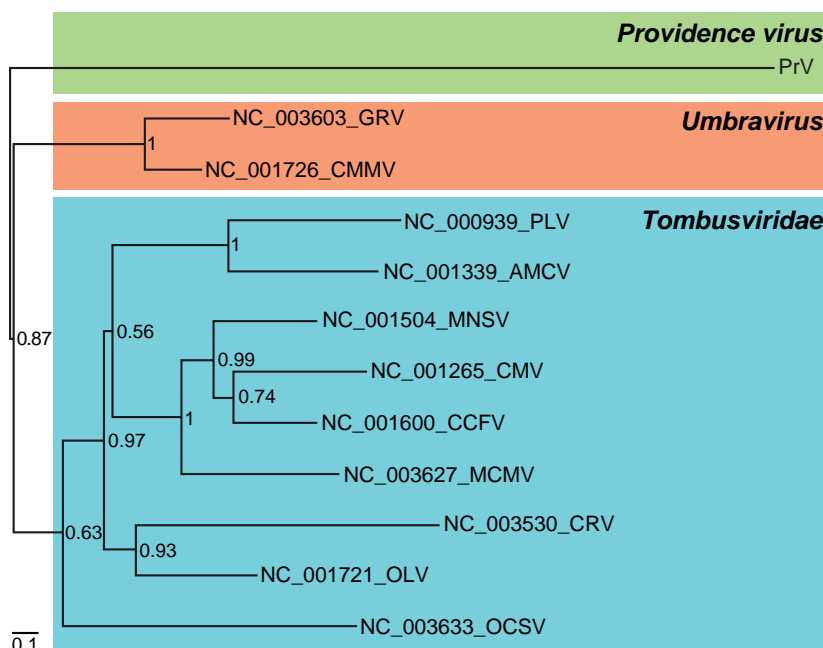 Providence virus
PrV
NC_003603_GRV
Umbravirus
1
NC_001726_CMMV
NC_000939_PLV
Tombusviridae
1
NC_001339_AMCV
NC_001504_MNSV
0.87
0.56
0.99
NC_001265_CMV
0.74
1
NC_001600_CCFV
0.97
NC_003627_MCMV
NC_003530_CRV
0.63
0.93
NC_001721_OLV
NC_003633_OCSV
0.1